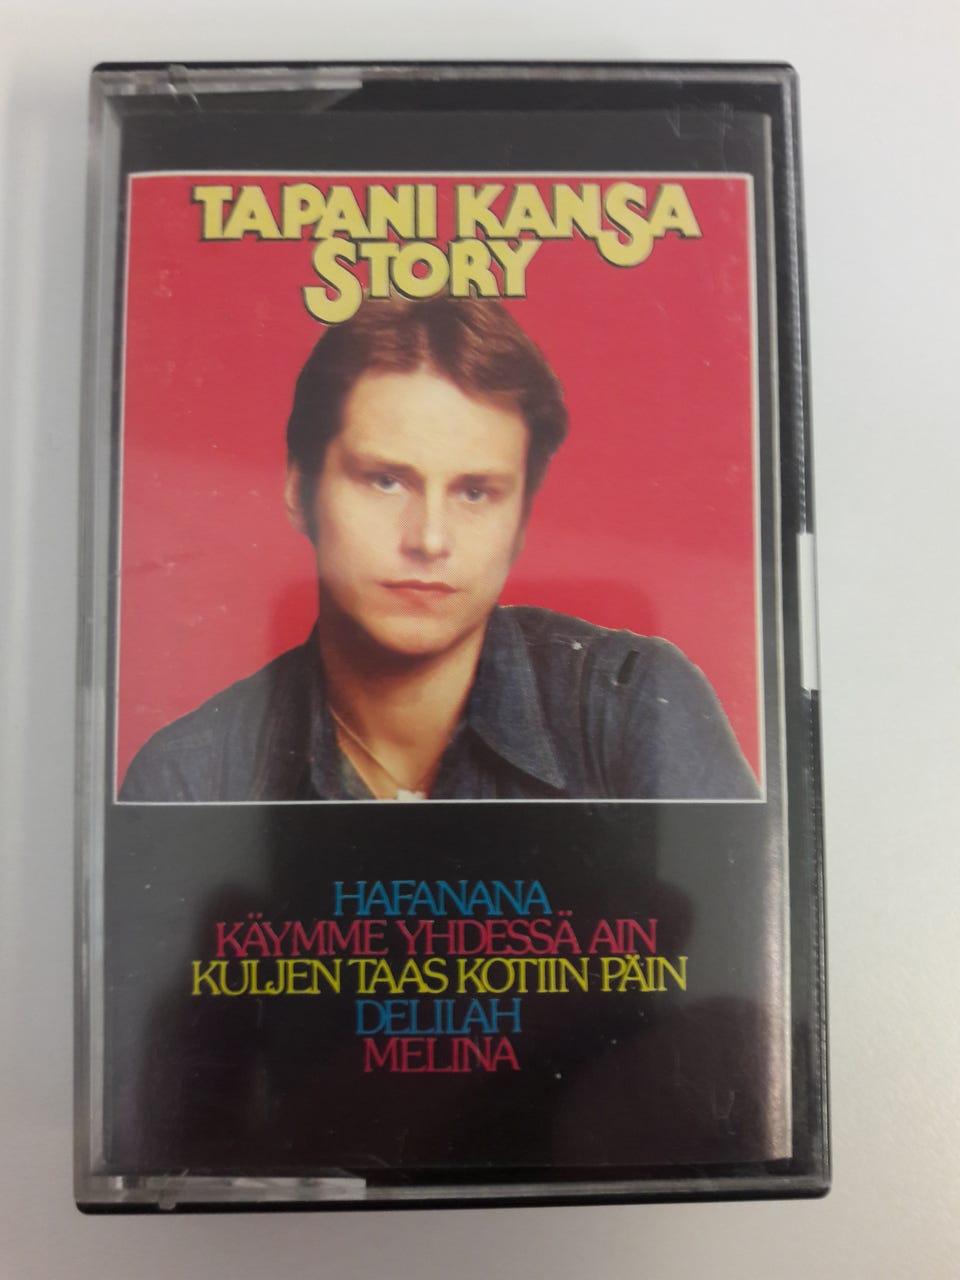 TAPANI KANSA
STORY
HAFANANA
KÄYMME YHDESSÄ AIN
KULJEN TAAS KOTIIN PÄIN
DELILAH
MELINA